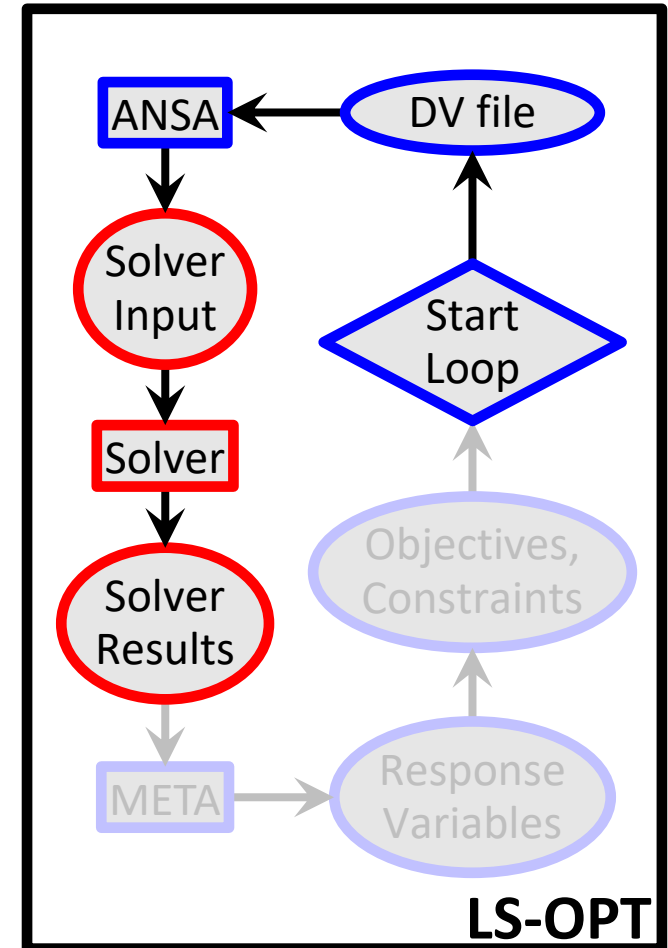 ANSA
DV file
Solver
Input
Start
Loop
Solver
Objectives,
Constraints
Solver
Results
META
Response
Variables
LS-OPT